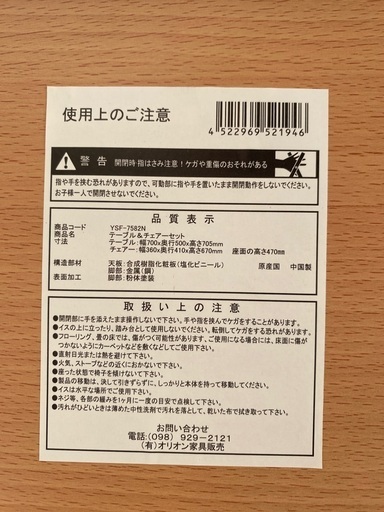 使用上のご注意
4 522969 521946
警告 開閉時・指はさみ注意！ケガや重傷のおそれがある
指や手を挟む恐れがありますので、可動部に指や手を置いたまま開閉動作をしないでください。
お子様一人で開閉させないでください。
品質表示
商品コード YSF-7582N
商品名 テーブル&チェアーセット
寸法 テーブル：幅700x奥行500x高さ705mm
チェアー：幅360x奥行410x高さ670mm 座面の高さ470mm
構造部材 天板：合成樹脂化粧板(塩化ビニール) 原産国 中国製
脚部：金属(鋼)
表面加工 脚部：粉体塗装
取扱い上の注意
●開閉部に手を添えたまま操作しないで下さい。手や指を挟んでケガをすることがあります。
●イスの上に立ったり、踏み台として使用しないでください。転倒してケガをする恐れがあります。
●フローリング、畳の床では、傷がつく可能性があります、ご使用になる場合には、床面に傷が
つかないようにカーペットなどを敷くなどしてご使用下さい。
●直射日光または熱を避けて下さい。
●火気、ストーブなどの近くにおかないで下さい。
●座った状態で椅子を傾けないで下さい。
●製品の移動は、決して引きずらずに、しっかりと本体を持って移動してください。
●イスは水平な場所でご使用下さい。
●ネジ等、各部の緩みを1ヶ月に一度の目安で点検して下さい。
●汚れがひどいときは薄めた中性洗剤で汚れを落として、乾いた布で拭き取って下さい。
お問い合わせ
電話:(098) 929-2121
(有)オリオン家具販売